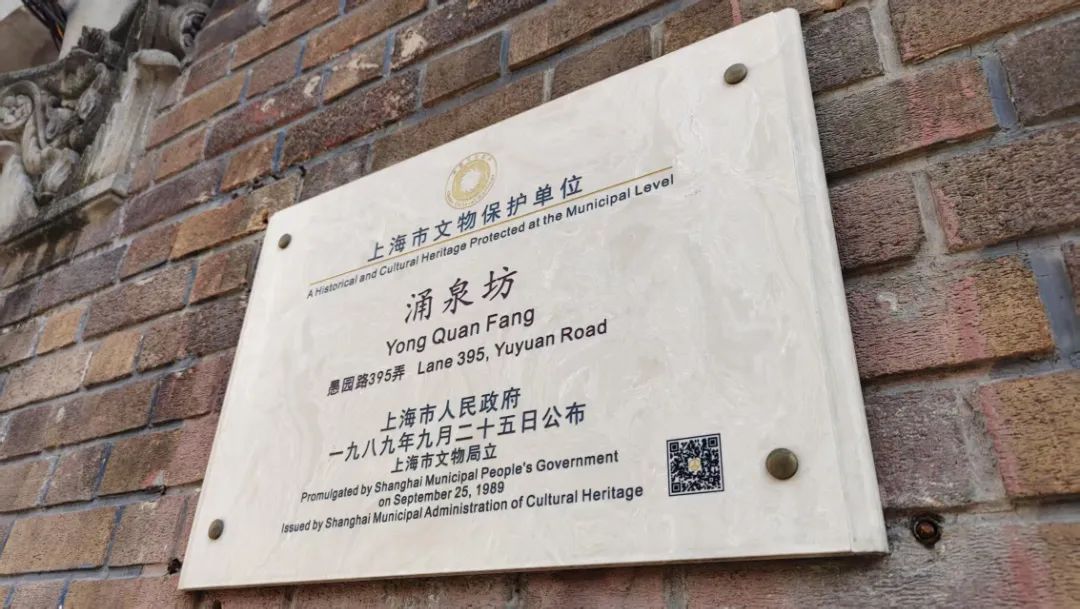 上海市文物保护单位
A Historical and Cultural Heritage Protected at the Municipal Level
涌泉坊
Yong Quan Fang
愚园路395弄 Lane 395, Yuyuan Road
上海市人民政府
一九八九年九月二十五日公布
上海市文物局立
Promulgated by Shanghai Municipal People's Government
on September 25, 1989
Issued by Shanghai Municipal Administration of Cultural Heritage